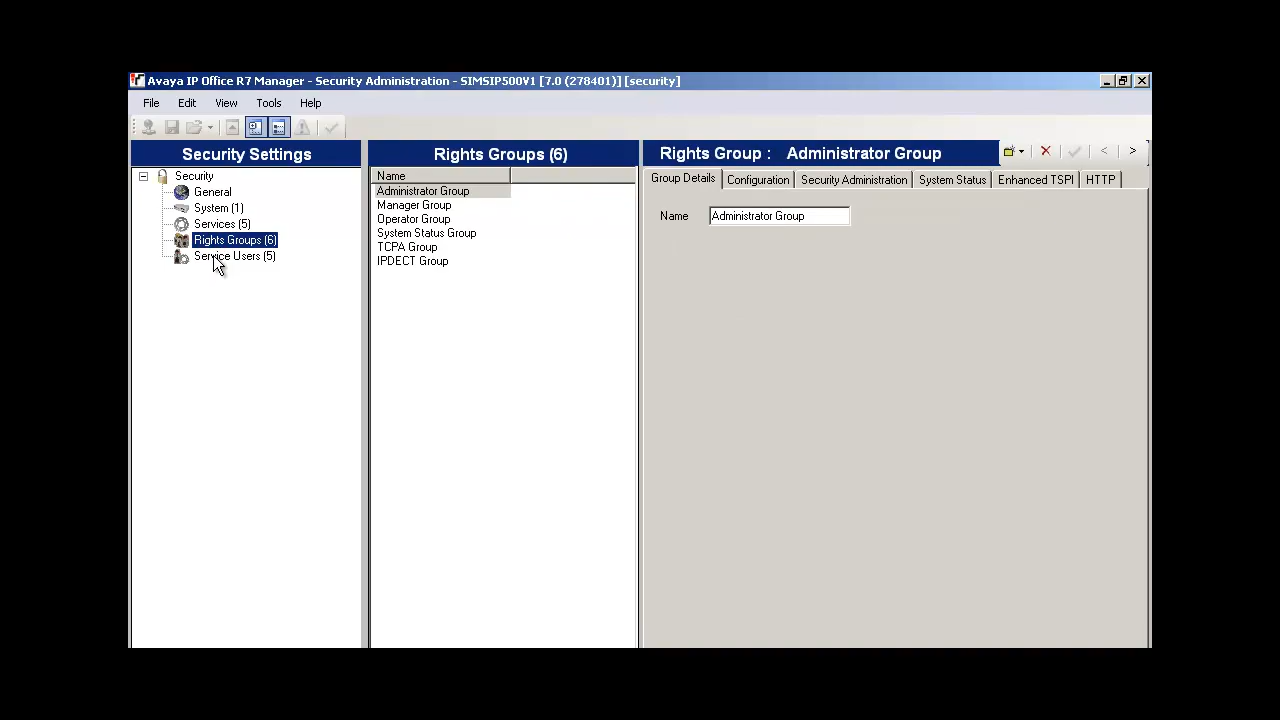 Avaya IP Office R7 Manager - Security Administration - SIMSIP500V1 [7.0 (278401)] [security]
File Edit View Tools Help
Security Settings
Security
General
System (1)
Services (5)
Rights Groups (6)
Service Users (5)
Rights Groups (6)
Name
Administrator Group
Manager Group
Operator Group
System Status Group
TCPA Group
IPDECT Group
Rights Group : Administrator Group
Group Details Configuration Security Administration System Status Enhanced TSPI HTTP
Name Administrator Group